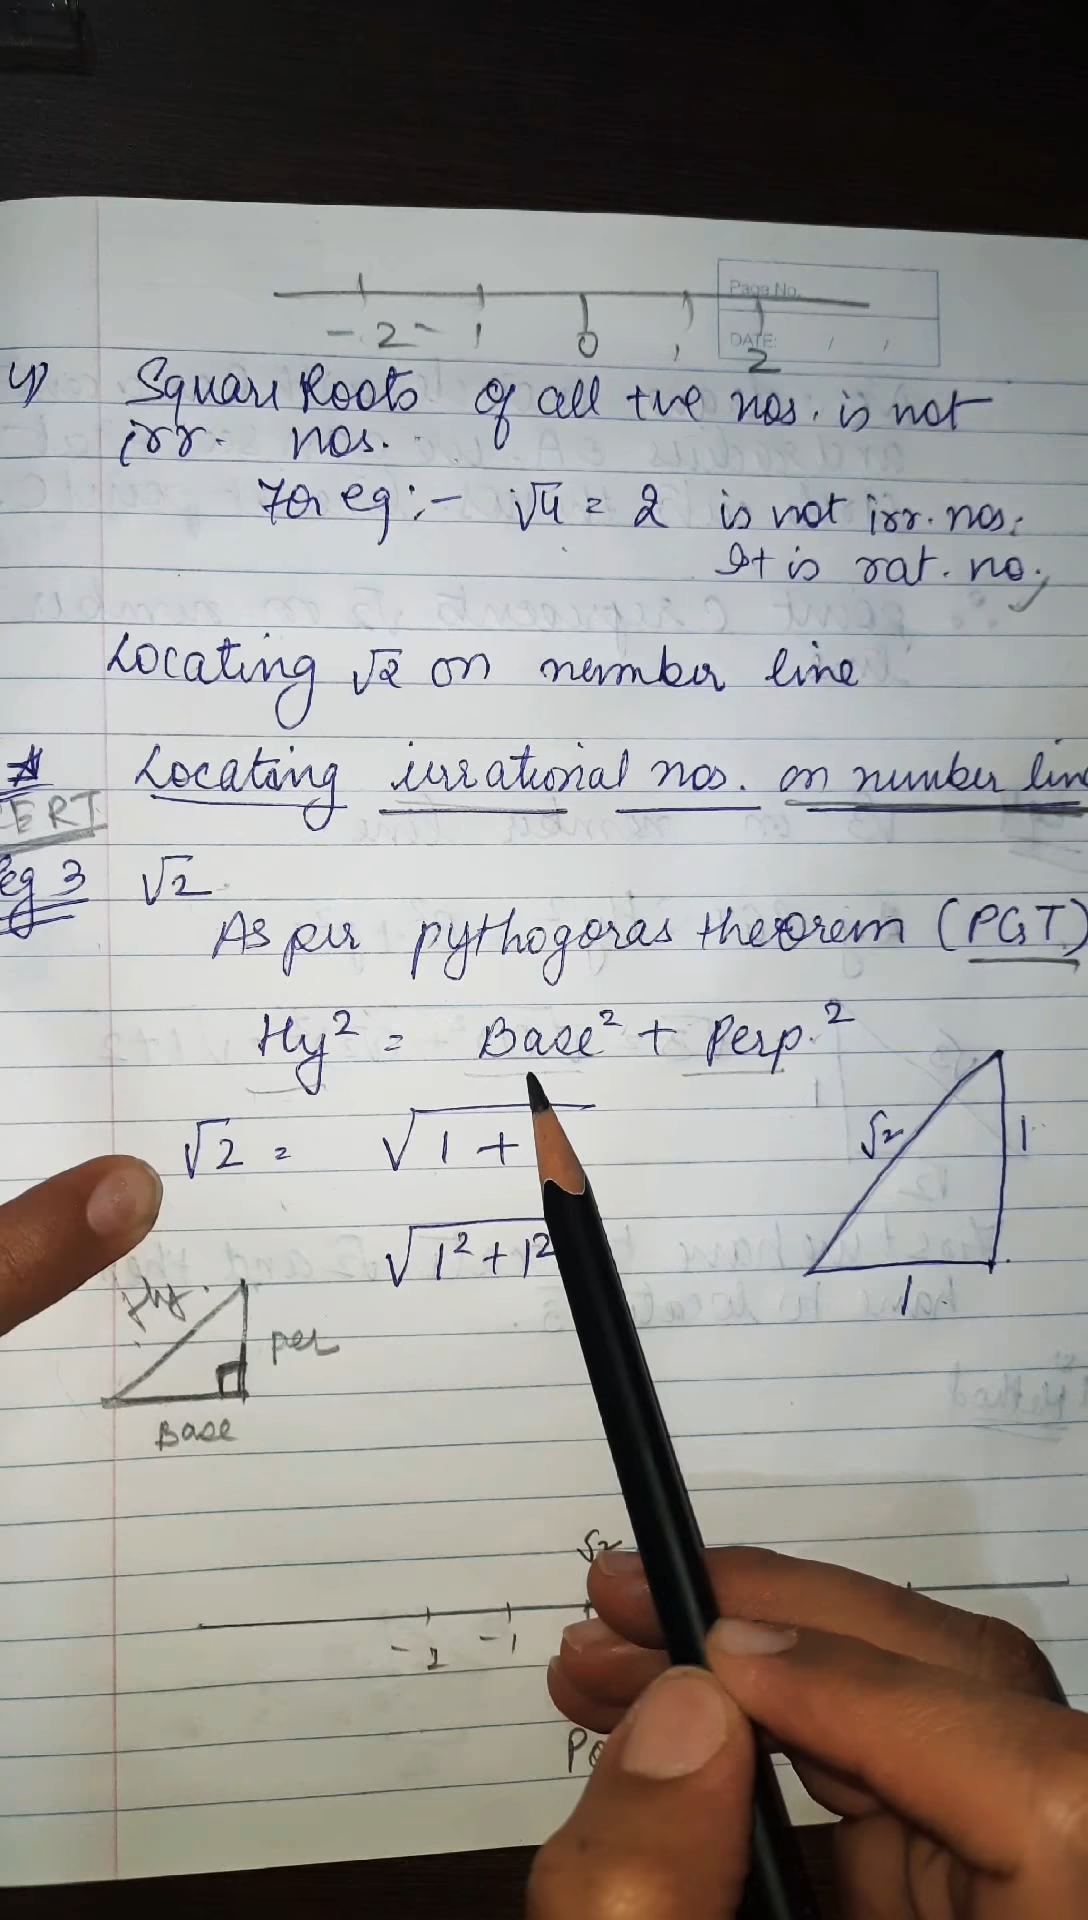 Page No.
DATE: / /
- 2 - 1 0 1 2
4) Square Roots of all +ve nos. is not
irr. nos.
For eg :- √4 = 2 is not irr. nos.
It is rat. no.
Locating √2 on number line
Locating irrational nos. on number line
ERT
eg 3 √2
As per pythogoras theorem (PGT)
Hy² = Base² + Perp.²
√2 = √1 +
√1² + 1²
√2 1
1
Hy. per
Base
√2
-2 -1